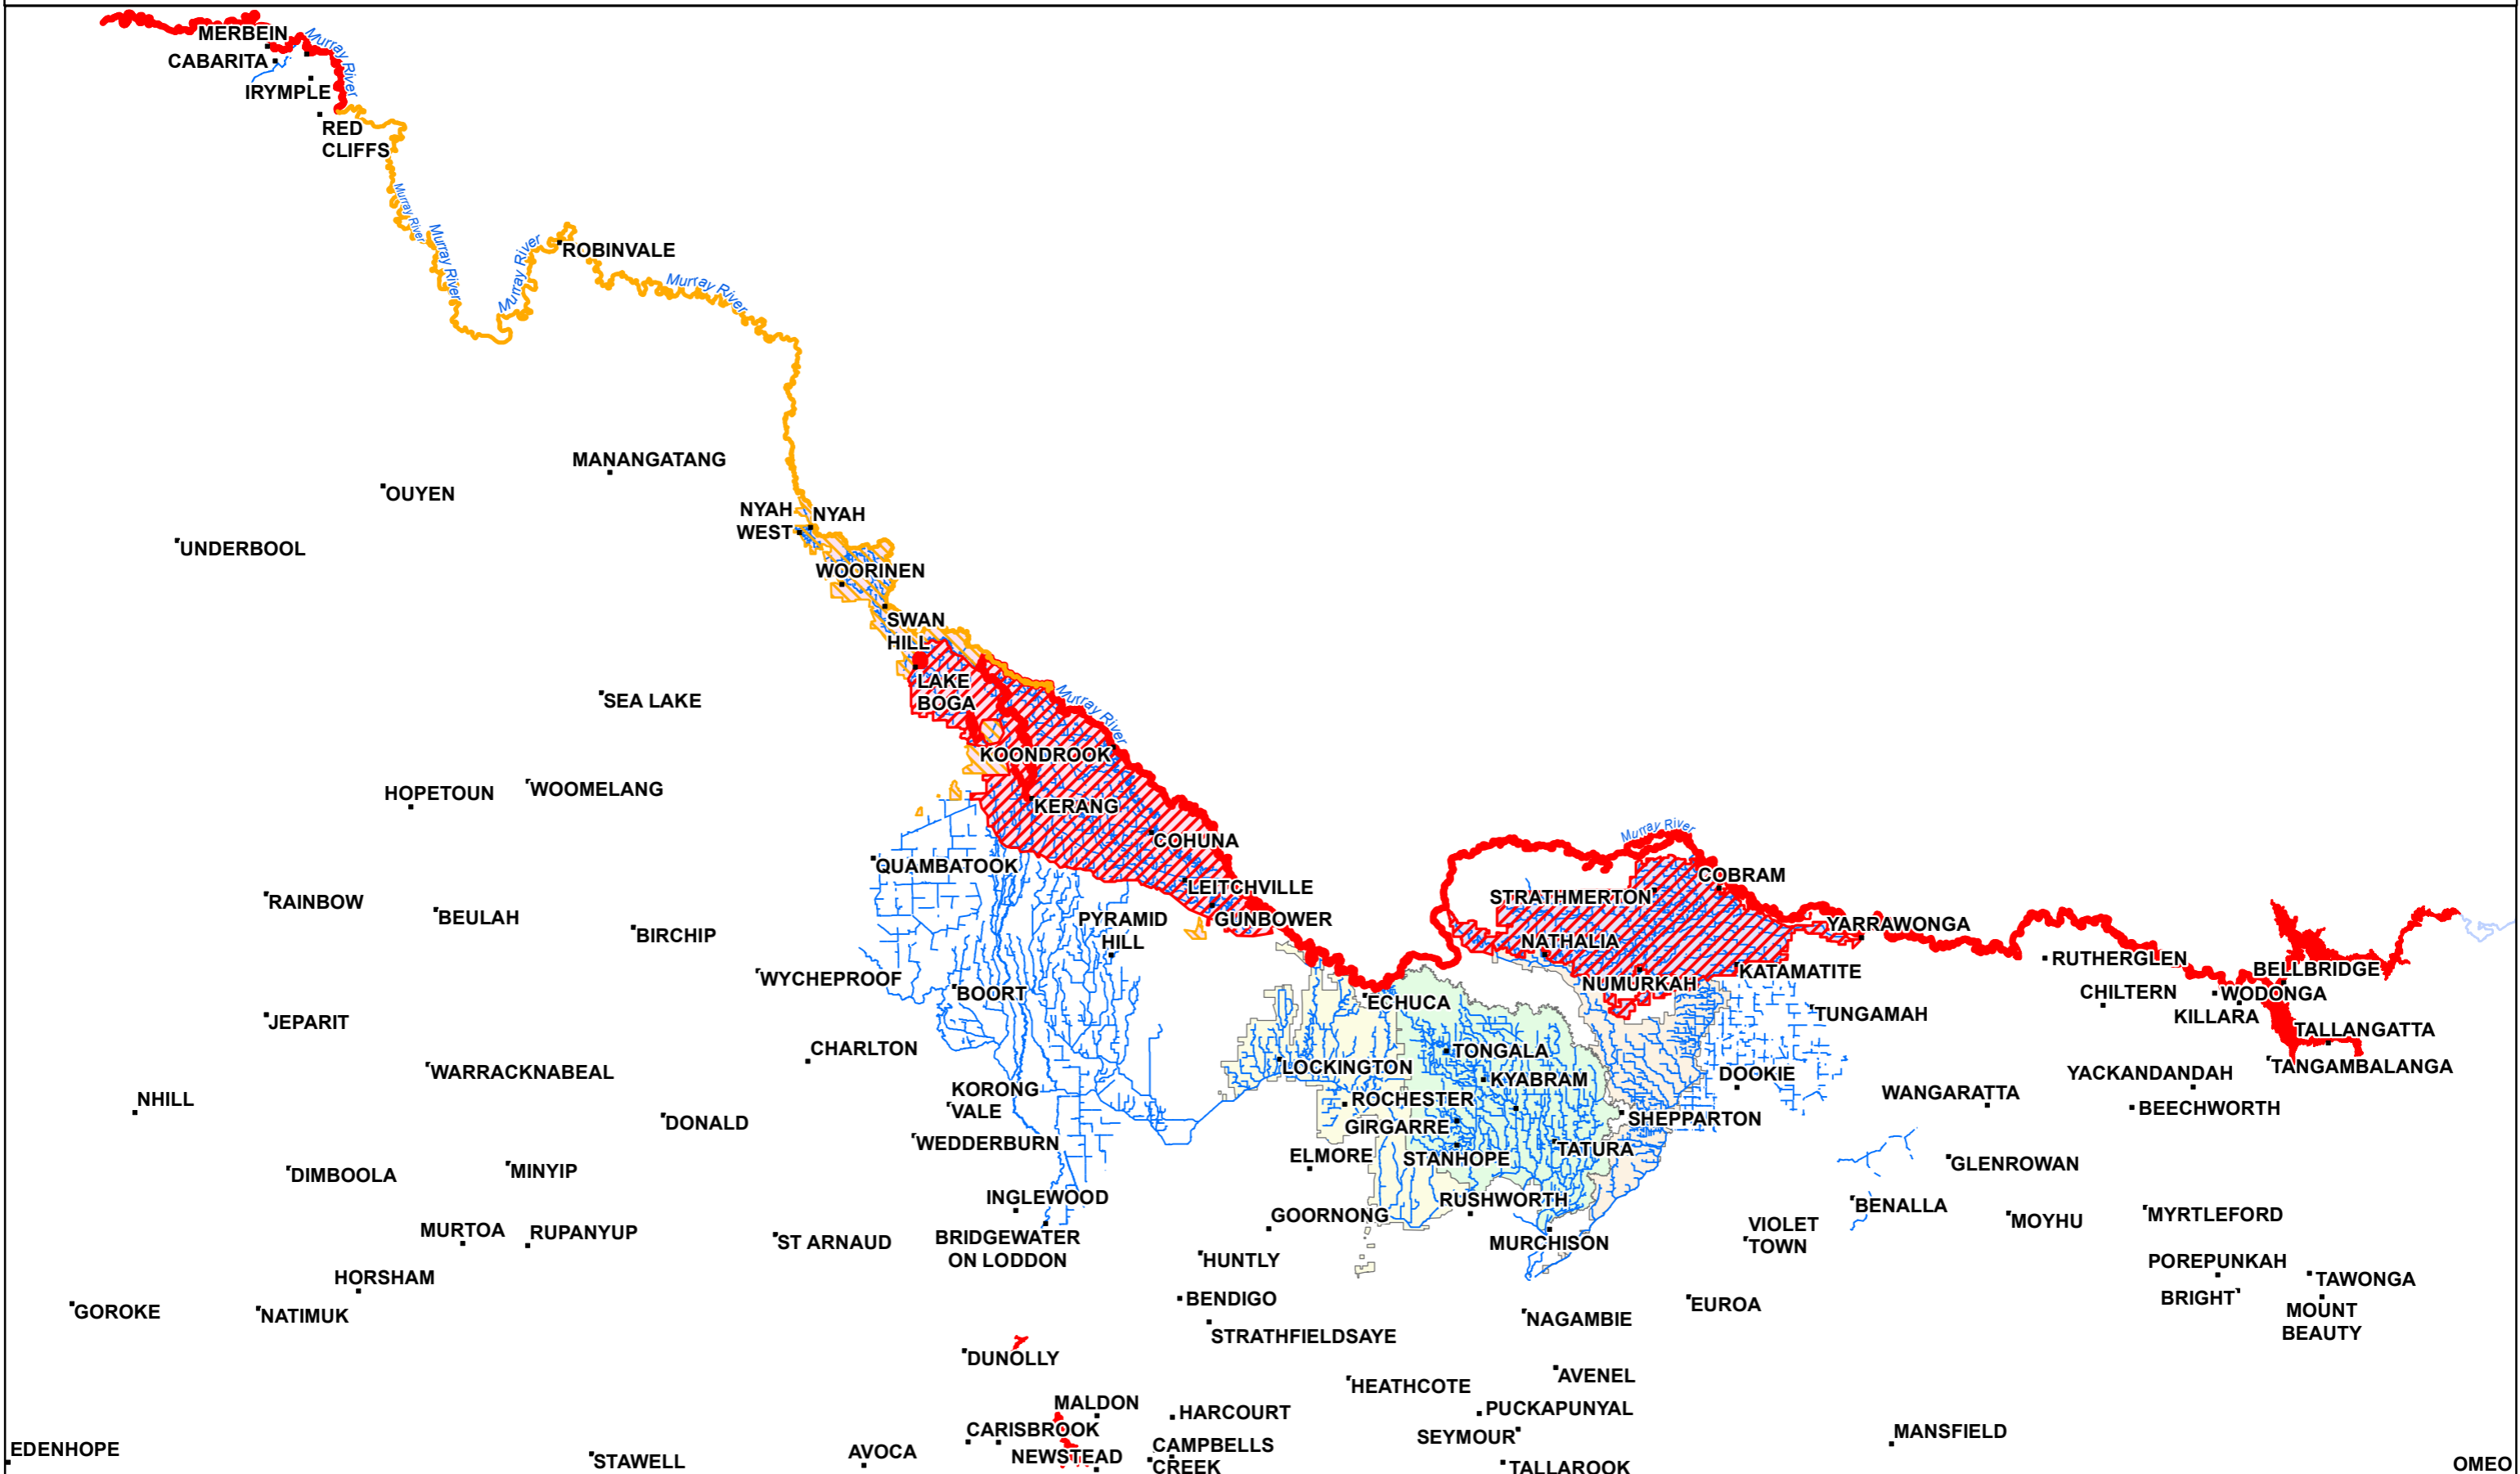 MERBEIN
Murray River
CABARITA
IRYMPLE
RED
CLIFFS
Murray River
Murray River
Murray River
ROBINVALE
Murray River
MANANGATANG
OUYEN
NYAH
WEST
NYAH
UNDERBOOL
WOORINEN
SWAN
HILL
LAKE
BOGA
SEA LAKE
Murray River
KOONDROOK
HOPETOUN
WOOMELANG
KERANG
COHUNA
Murray River
QUAMBATOOK
LEITCHVILLE
COBRAM
STRATHMERTON
RAINBOW
BEULAH
BIRCHIP
PYRAMID
HILL
GUNBOWER
YARRAWONGA
NATHALIA
WYCHEPROOF
BOORT
KATAMATITE
NUMURKAH
RUTHERGLEN
BELLBRIDGE
CHILTERN
WODONGA
KILLARA
ECHUCA
TUNGAMAH
JEPARIT
TALLANGATTA
CHARLTON
TONGALA
LOCKINGTON
TANGAMBALANGA
WARRACKNABEAL
KYABRAM
DOOKIE
YACKANDANDAH
KORONG
VALE
WANGARATTA
NHILL
ROCHESTER
BEECHWORTH
DONALD
GIRGARRE
SHEPPARTON
WEDDERBURN
TATURA
ELMORE
STANHOPE
GLENROWAN
DIMBOOLA
MINYIP
INGLEWOOD
RUSHWORTH
BENALLA
GOORNONG
MOYHU
MYRTLEFORD
MURTOA
RUPANYUP
ST ARNAUD
BRIDGEWATER
ON LODDON
MURCHISON
VIOLET
TOWN
HUNTLY
POREPUNKAH
HORSHAM
TAWONGA
BENDIGO
BRIGHT
GOROKE
NATIMUK
EUROA
MOUNT
BEAUTY
NAGAMBIE
STRATHFIELDSAYE
DUNOLLY
AVENEL
HEATHCOTE
MALDON
HARCOURT
PUCKAPUNYAL
CARISBROOK
MANSFIELD
SEYMOUR
EDENHOPE
STAWELL
AVOCA
NEWSTEAD
CAMPBELLS
CREEK
TALLAROOK
OMEO